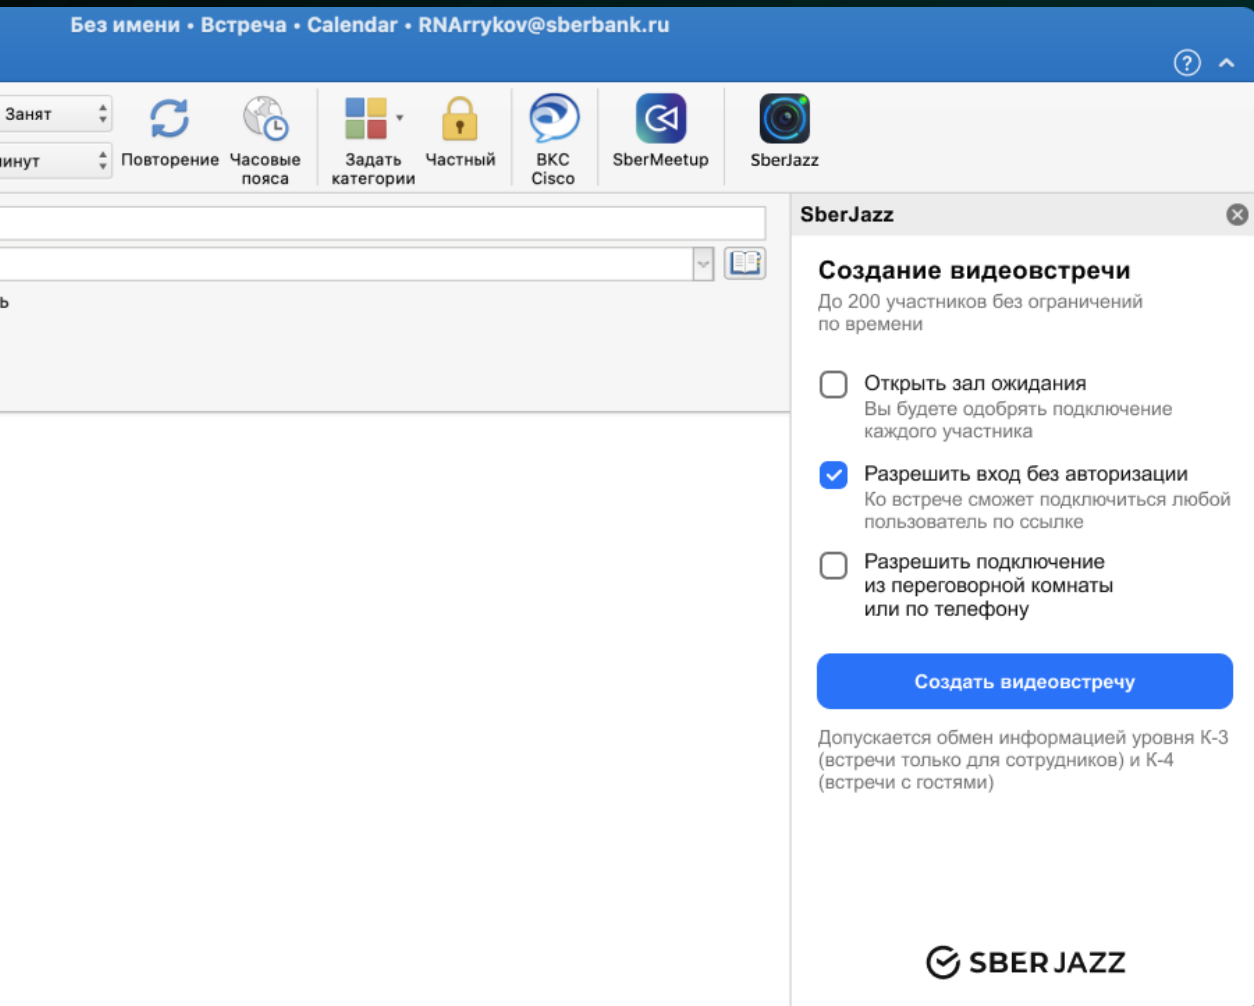 Без имени • Встреча • Calendar • RNArrykov@sberbank.ru
?
Занят
Повторение
Часовые
пояса
Задать
категории
Частный
ВКС
Cisco
SberMeetup
SberJazz
инут
ь
SberJazz
Создание видеовстречи
До 200 участников без ограничений
по времени
Открыть зал ожидания
Вы будете одобрять подключение
каждого участника
Разрешить вход без авторизации
Ко встрече сможет подключиться любой
пользователь по ссылке
Разрешить подключение
из переговорной комнаты
или по телефону
Создать видеовстречу
Допускается обмен информацией уровня К-3
(встречи только для сотрудников) и К-4
(встречи с гостями)
SBER JAZZ